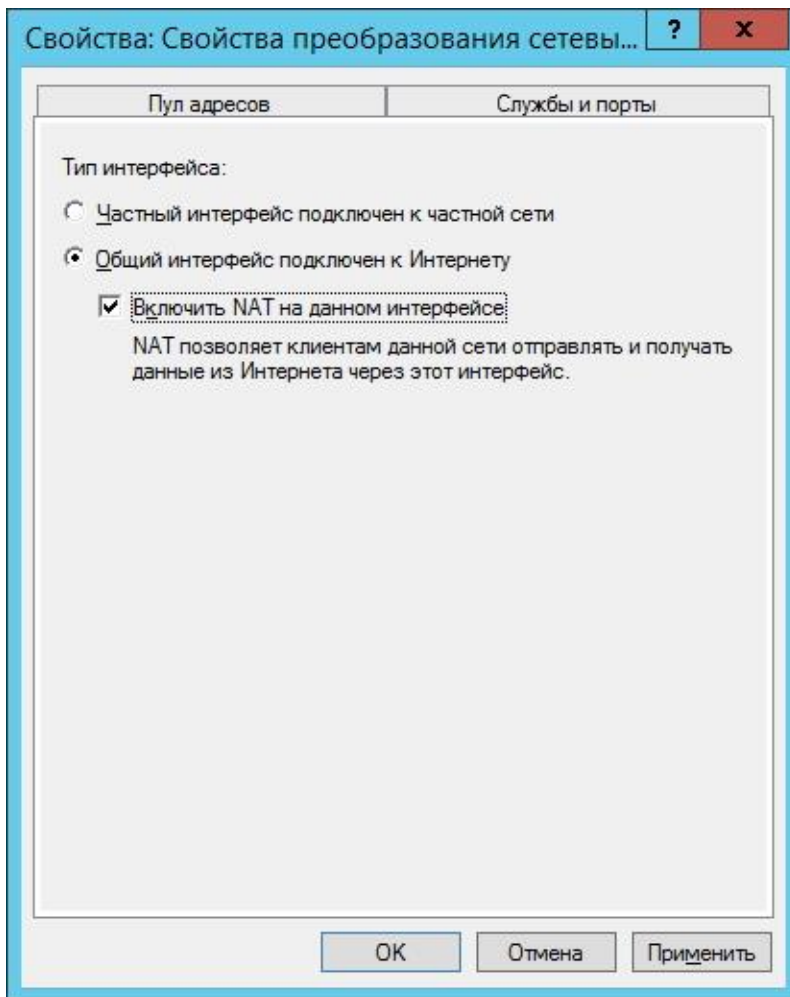 Свойства: Свойства преобразования сетевы...
?
x
Пул адресов
Службы и порты
Тип интерфейса:
Частный интерфейс подключен к частной сети
Общий интерфейс подключен к Интернету
Включить NAT на данном интерфейсе
NAT позволяет клиентам данной сети отправлять и получать
данные из Интернета через этот интерфейс.
OK
Отмена
Применить